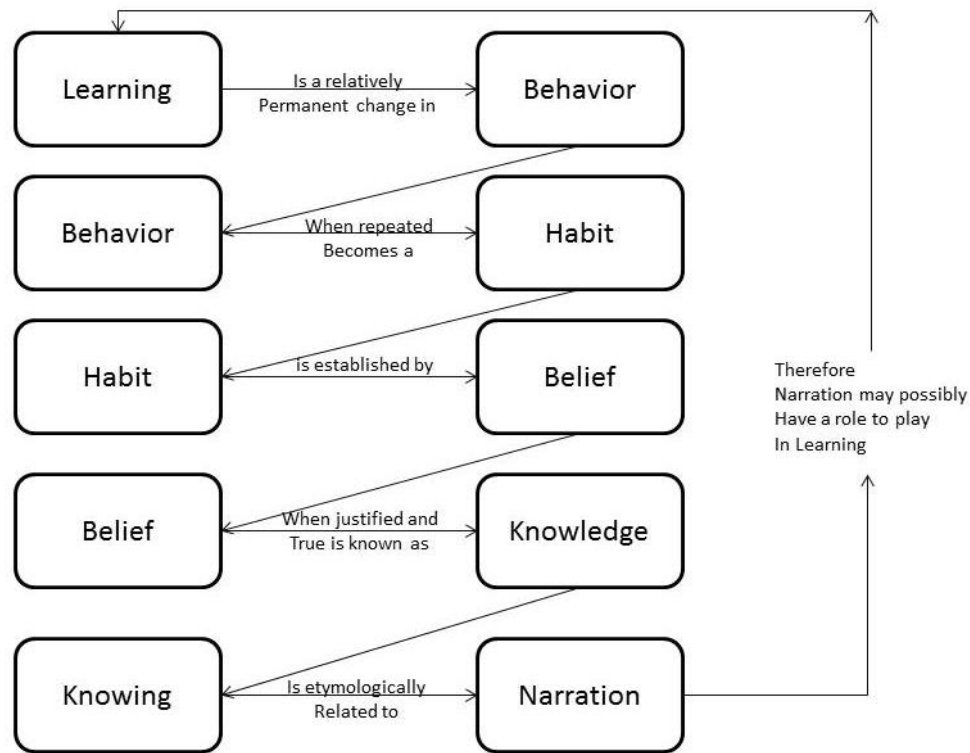 Learning
Is a relatively
Permanent change in
Behavior
Behavior
When repeated
Becomes a
Habit
Habit
is established by
Belief
Belief
When justified and
True is known as
Knowledge
Knowing
Is etymologically
Related to
Narration
Therefore
Narration may possibly
Have a role to play
In Learning